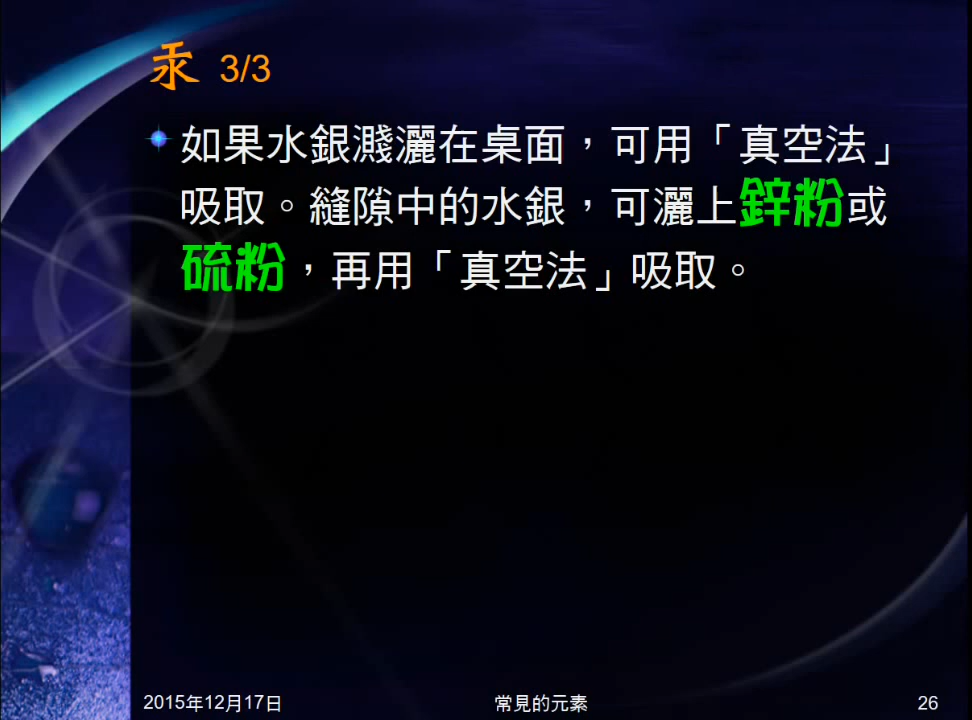 汞 3/3
如果水銀濺灑在桌面，可用「真空法」
吸取。縫隙中的水銀，可灑上鋅粉或
硫粉，再用「真空法」吸取。
2015年12月17日
常見的元素
26